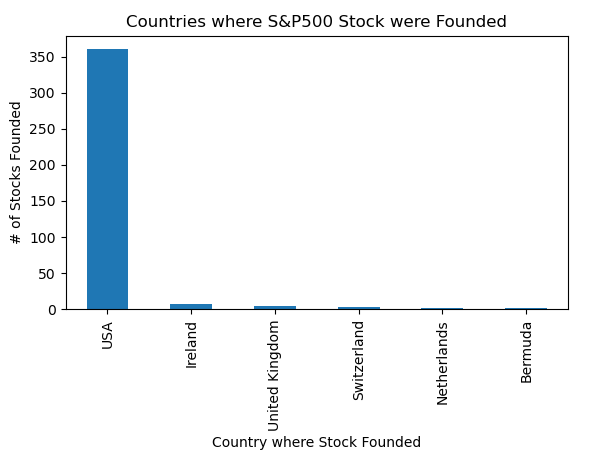 Countries where S&P500 Stock were Founded
# of Stocks Founded
350
300
250
200
150
100
50
0
USA
Ireland
United Kingdom
Switzerland
Netherlands
Bermuda
Country where Stock Founded